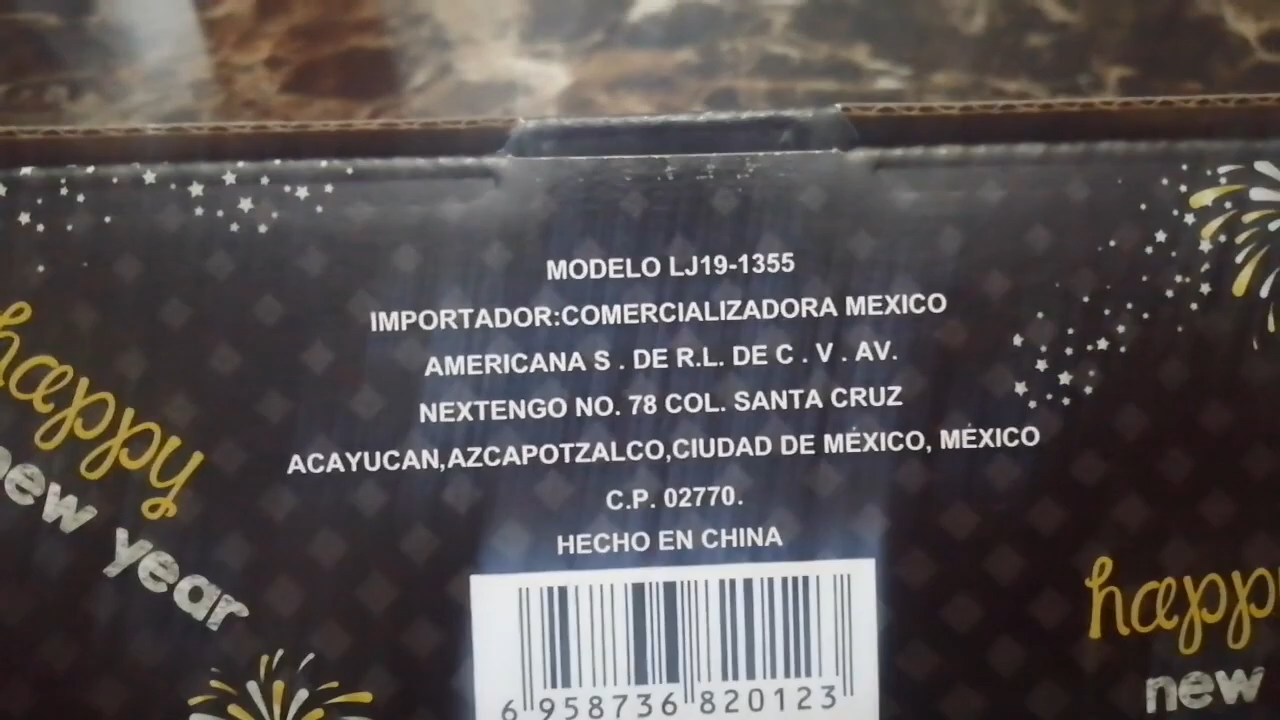 MODELO LJ19-1355
IMPORTADOR:COMERCIALIZADORA MEXICO
AMERICANA S . DE R.L. DE C . V . AV.
NEXTENGO NO. 78 COL. SANTA CRUZ
ACAYUCAN,AZCAPOTZALCO,CIUDAD DE MÉXICO, MÉXICO
C.P. 02770.
HECHO EN CHINA
6 958736 820123
happy
new year
happy
new